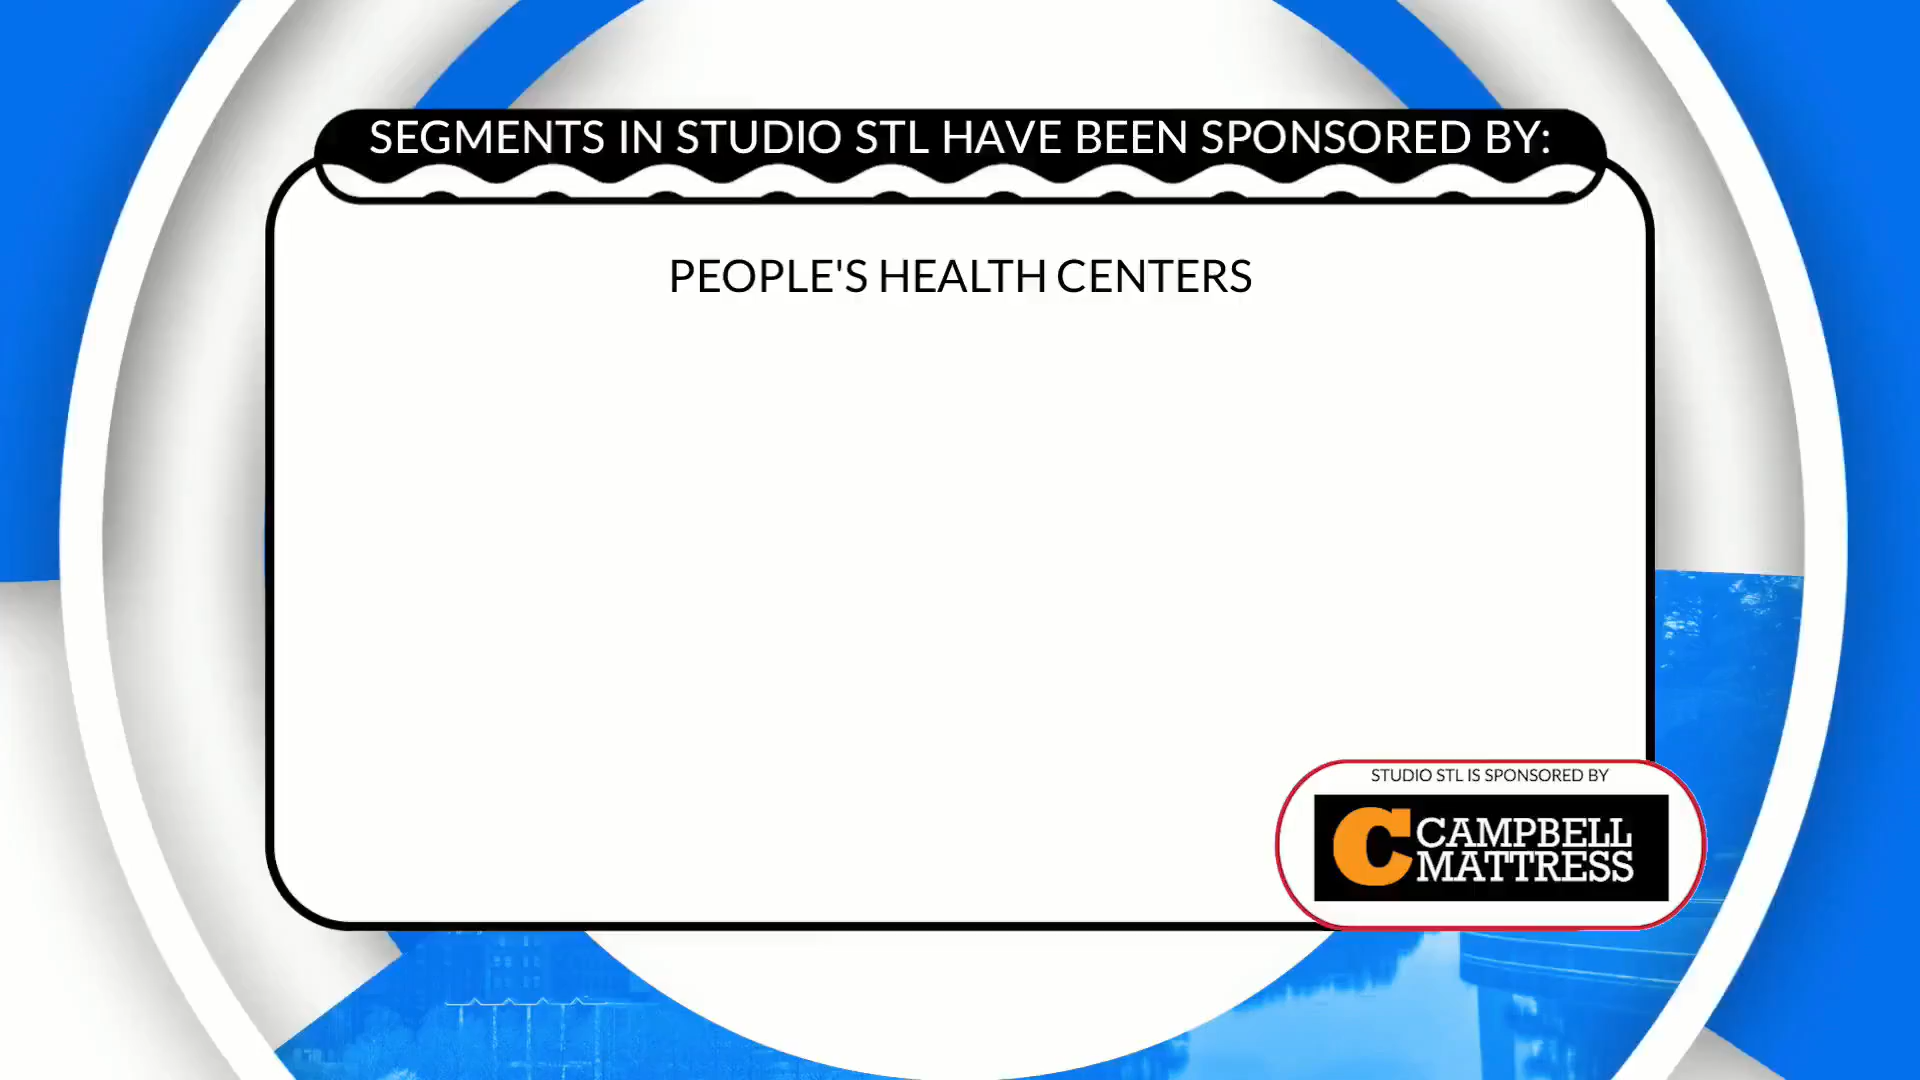 SEGMENTS IN STUDIO STL HAVE BEEN SPONSORED BY:
PEOPLE'S HEALTH CENTERS
STUDIO STL IS SPONSORED BY
C CAMPBELL
MATTRESS